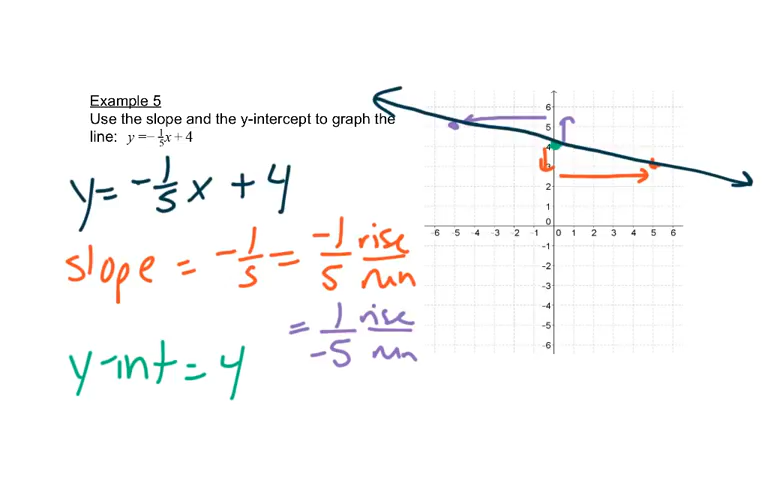 Example 5
Use the slope and the y-intercept to graph the
line: y = -1/5 x + 4
y = -1/5 x + 4
slope = -1/5 = -1/5 rise/run
= 1/-5 rise/run
y-int = 4
6
5
4
3
2
1
0
-6 -5 -4 -3 -2 -1 0 1 2 3 4 5 6
-1
-2
-3
-4
-5
-6